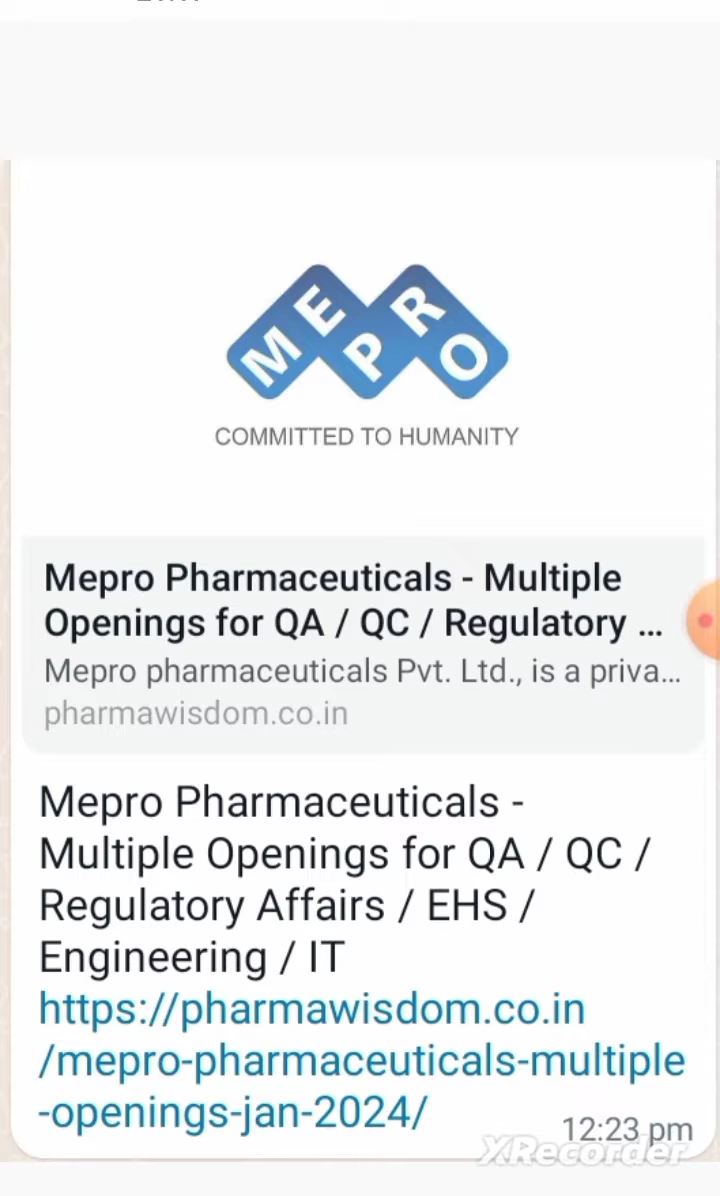 MEPRO
COMMITTED TO HUMANITY
Mepro Pharmaceuticals - Multiple
Openings for QA / QC / Regulatory ...
Mepro pharmaceuticals Pvt. Ltd., is a priva...
pharmawisdom.co.in
Mepro Pharmaceuticals -
Multiple Openings for QA / QC /
Regulatory Affairs / EHS /
Engineering / IT
https://pharmawisdom.co.in
/mepro-pharmaceuticals-multiple
-openings-jan-2024/
12:23 pm
XRecorder